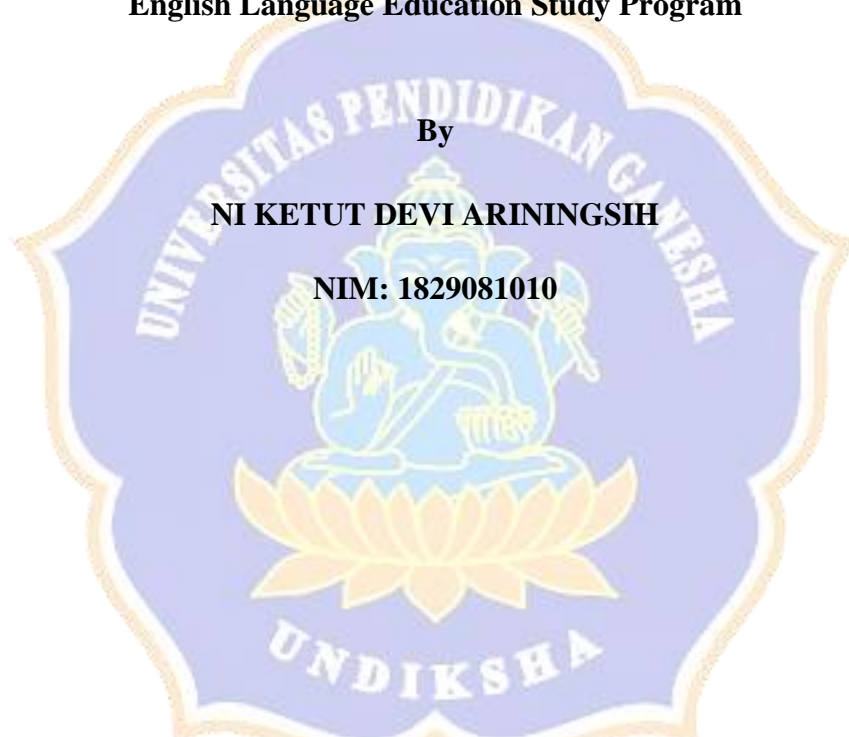 English Language Education Study Program
By
NI KETUT DEVI ARININGSIH
NIM: 1829081010
UNIVERSITAS PENDIDIKAN GANESHA
UNDIKSHA